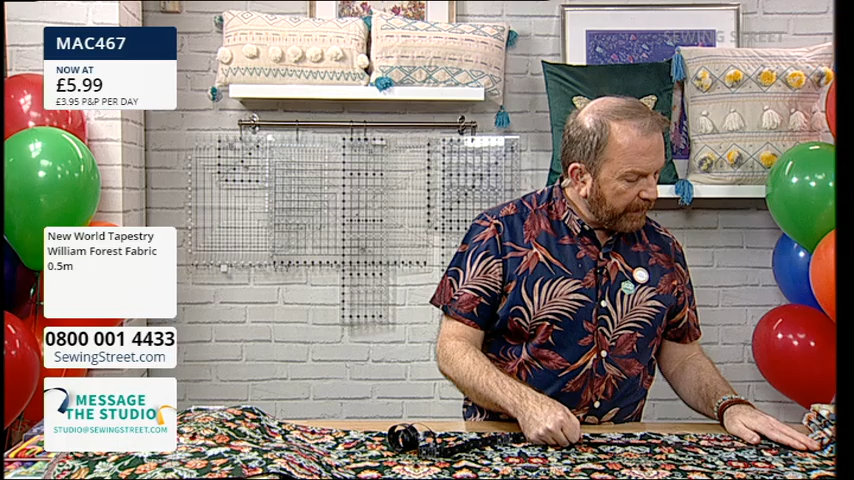 MAC467
NOW AT
£5.99
£3.95 P&P PER DAY
SEWING STREET
New World Tapestry
William Forest Fabric
0.5m
0800 001 4433
SewingStreet.com
MESSAGE
THE STUDIO
STUDIO@SEWINGSTREET.COM